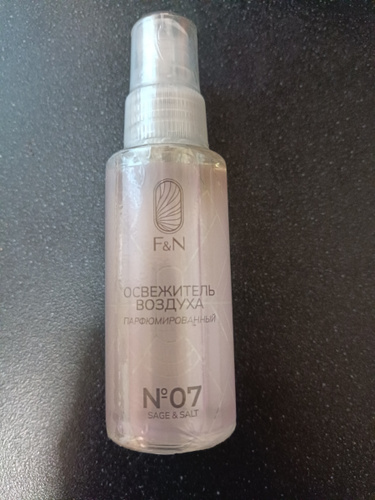 F&N
ОСВЕЖИТЕЛЬ
ВОЗДУХА
ПАРФЮМИРОВАННЫЙ
№07
SAGE & SALT